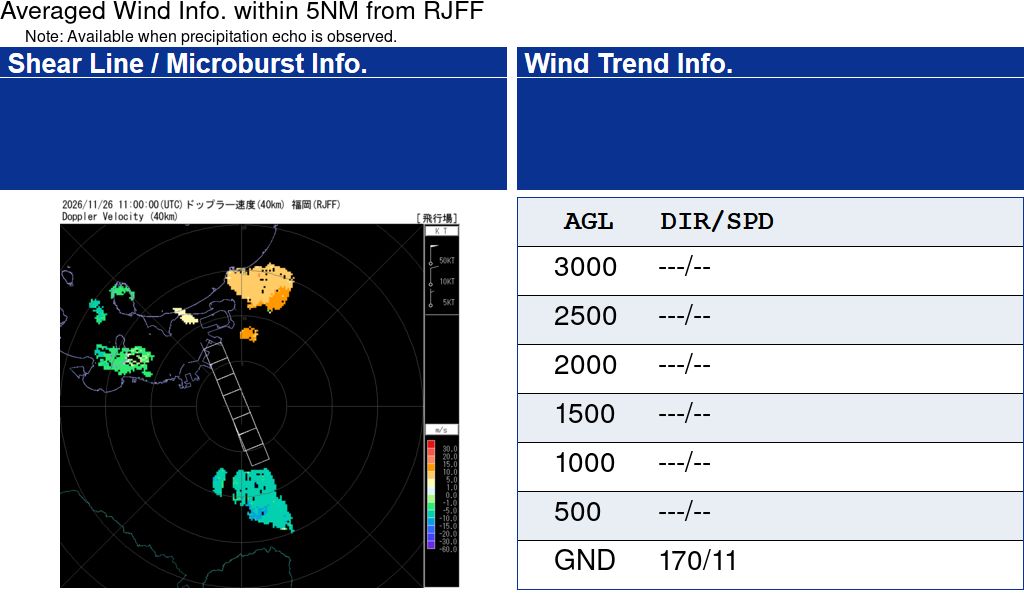 Averaged Wind Info. within 5NM from RJFF
Note: Available when precipitation echo is observed.
Shear Line / Microburst Info.
Wind Trend Info.
2026/11/26 11:00:00(UTC) ドップラー速度(40km) 福岡(RJFF)
Doppler Velocity (40km)
[飛行場]
KT
50KT
10KT
5KT
m/s
30.0
20.0
15.0
10.0
5.0
1.0
0.0
-1.0
-5.0
-10.0
-15.0
-20.0
-30.0
-60.0
AGL DIR/SPD
3000 ---/--
2500 ---/--
2000 ---/--
1500 ---/--
1000 ---/--
500 ---/--
GND 170/11